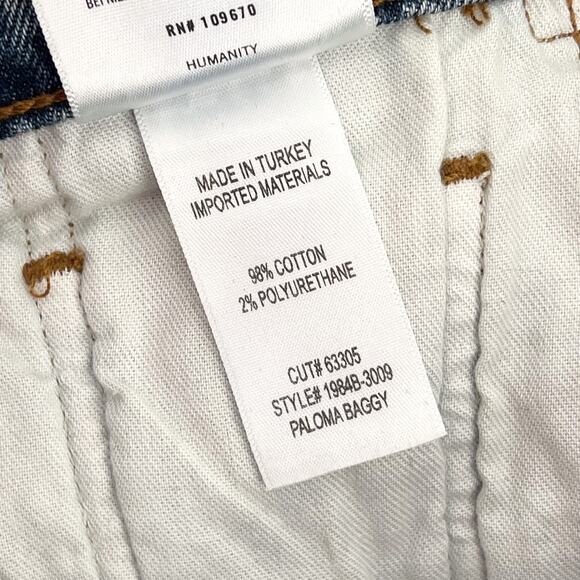 RN# 109670
HUMANITY
MADE IN TURKEY
IMPORTED MATERIALS
98% COTTON
2% POLYURETHANE
CUT# 63305
STYLE# 1984B-3009
PALOMA BAGGY